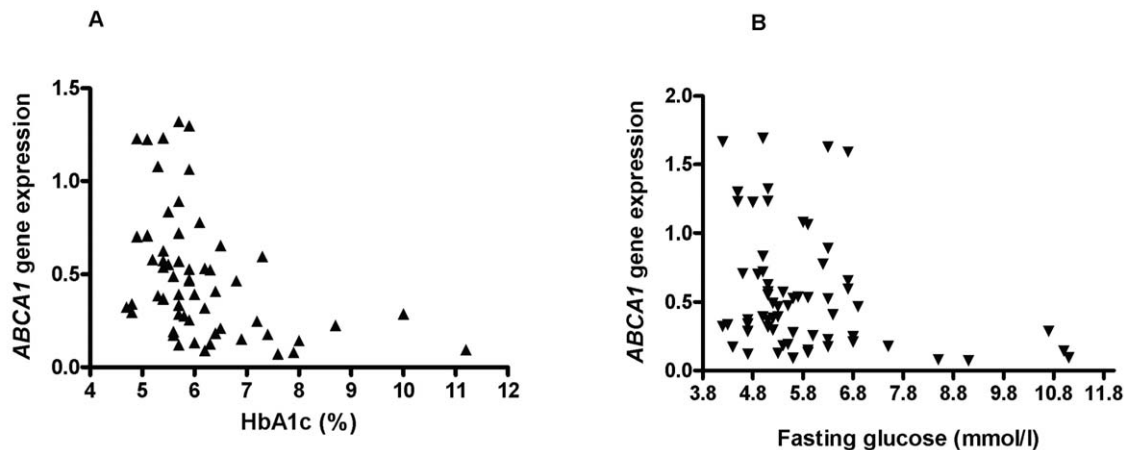 A
B
ABCA1 gene expression
1.5
1.0
0.5
0.0
4 5 6 7 8 9 10 11 12
HbA1c (%)
ABCA1 gene expression
2.0
1.5
1.0
0.5
0.0
3.8 4.8 5.8 6.8 7.8 8.8 9.8 10.8 11.8
Fasting glucose (mmol/l)